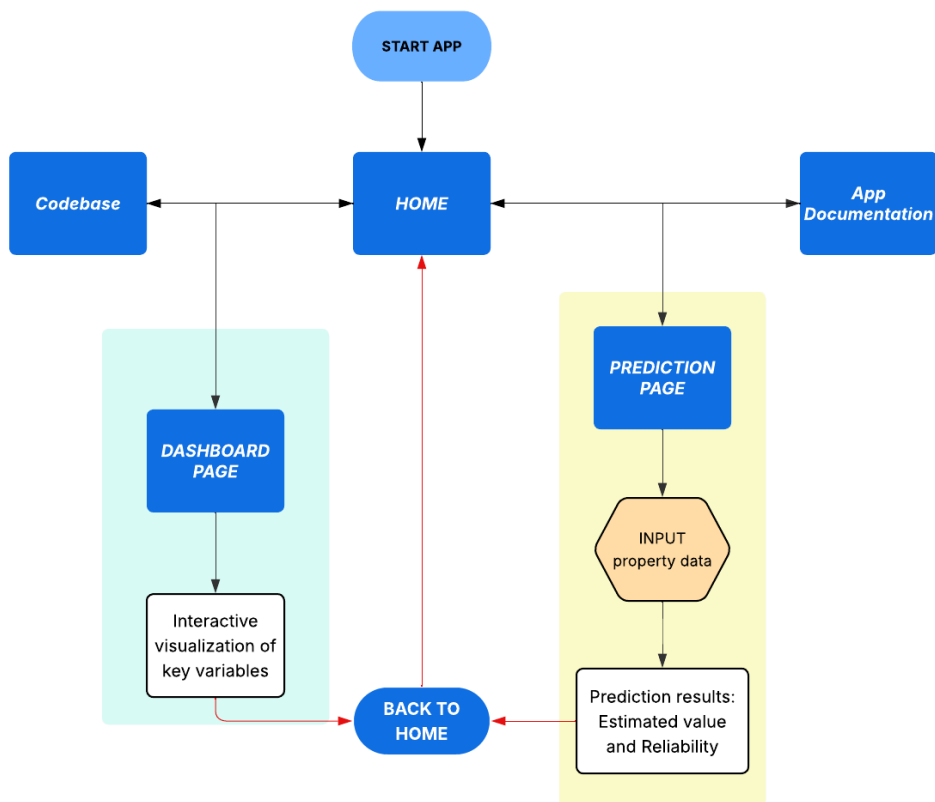 START APP
Codebase
HOME
App
Documentation
PREDICTION
PAGE
DASHBOARD
PAGE
INPUT
property data
Interactive
visualization of
key variables
BACK TO
HOME
Prediction results:
Estimated value
and Reliability